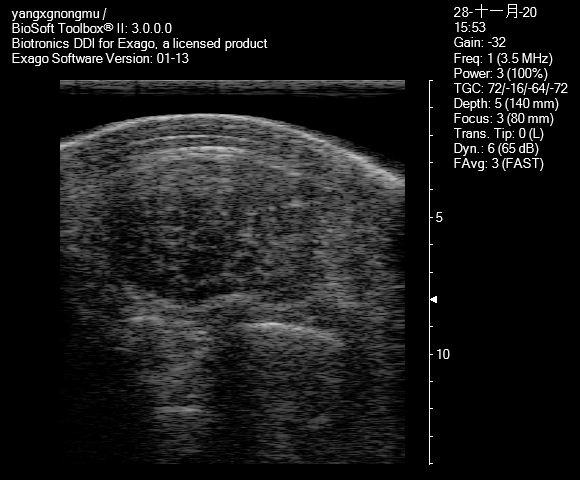 yangxgnongmu /
BioSoft Toolbox® II: 3.0.0.0
Biotronics DDI for Exago, a licensed product
Exago Software Version: 01-13
28-十一月-20
15:53
Gain: -32
Freq: 1 (3.5 MHz)
Power: 3 (100%)
TGC: 72/-16/-64/-72
Depth: 5 (140 mm)
Focus: 3 (80 mm)
Trans. Tip: 0 (L)
Dyn.: 6 (65 dB)
FAvg: 3 (FAST)
5
10